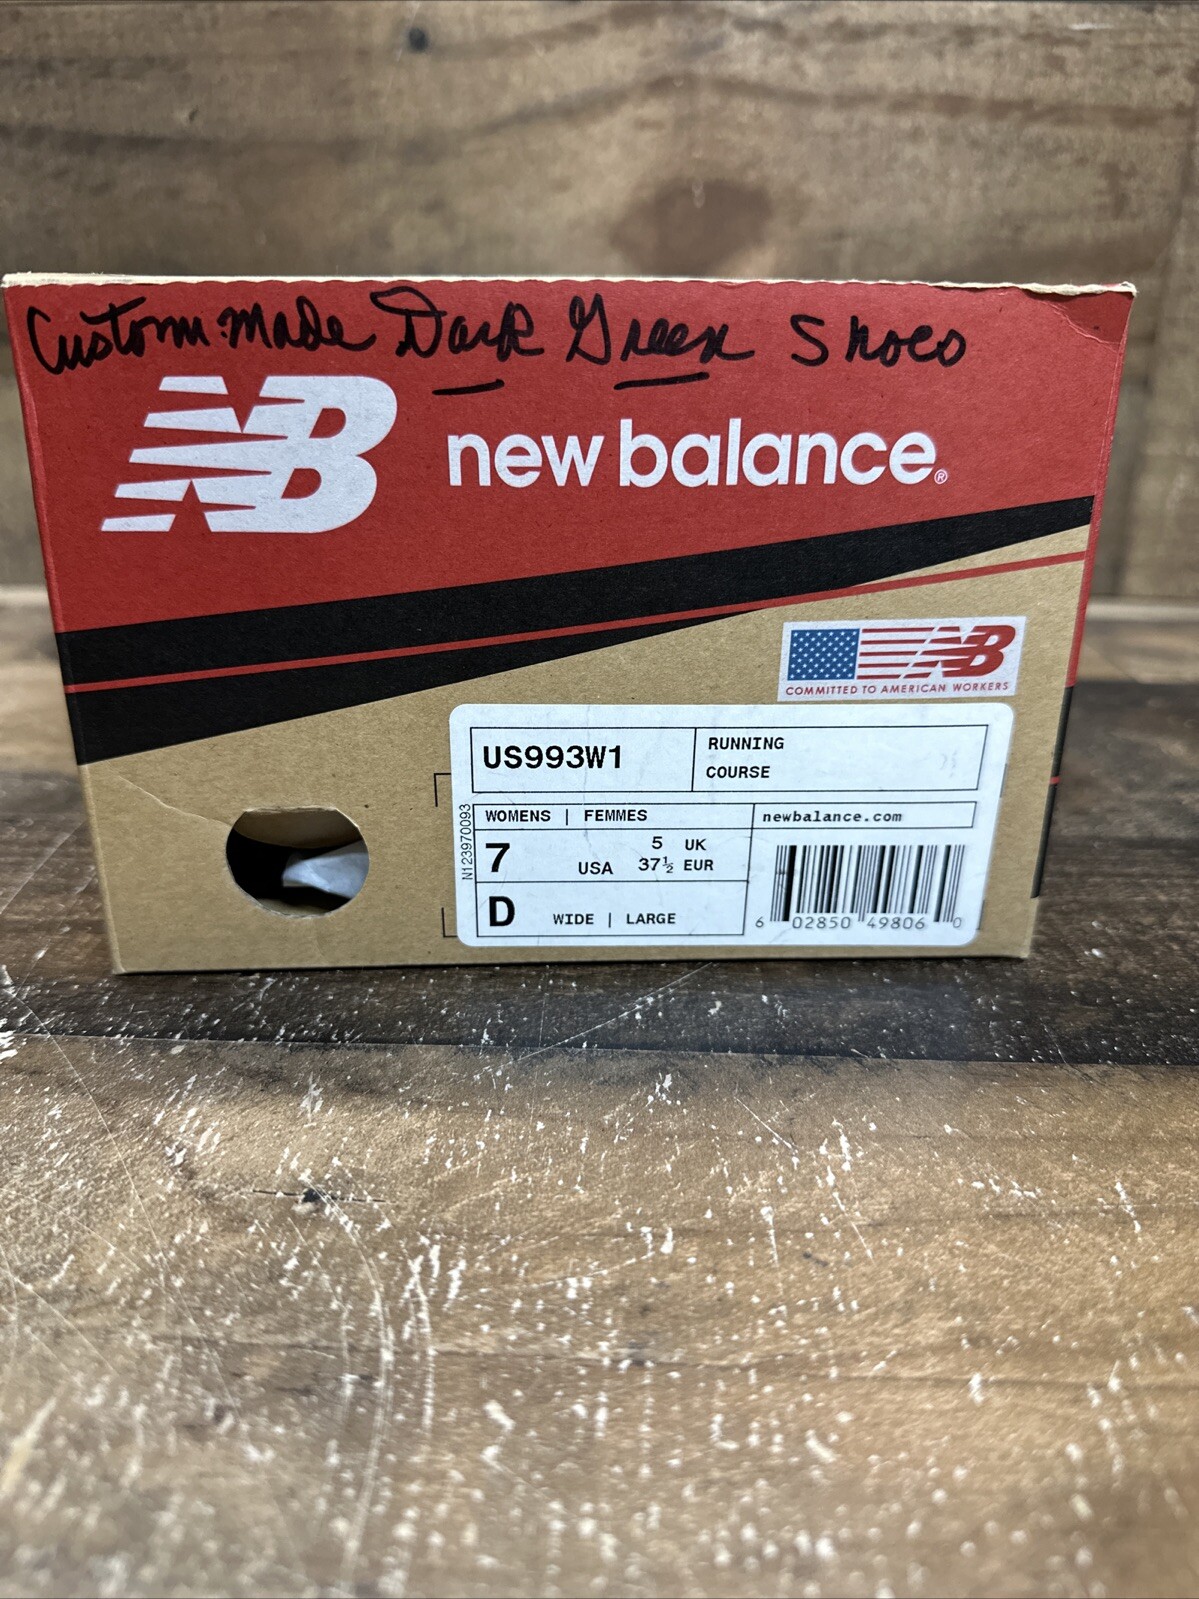 Custom-Made Dark Green Shoes
NB new balance®
NB
COMMITTED TO AMERICAN WORKERS
US993W1
RUNNING
COURSE
N123970093
WOMENS | FEMMES
newbalance.com
7 USA 5 UK
37½ EUR
D WIDE | LARGE
6 02850 49806 0